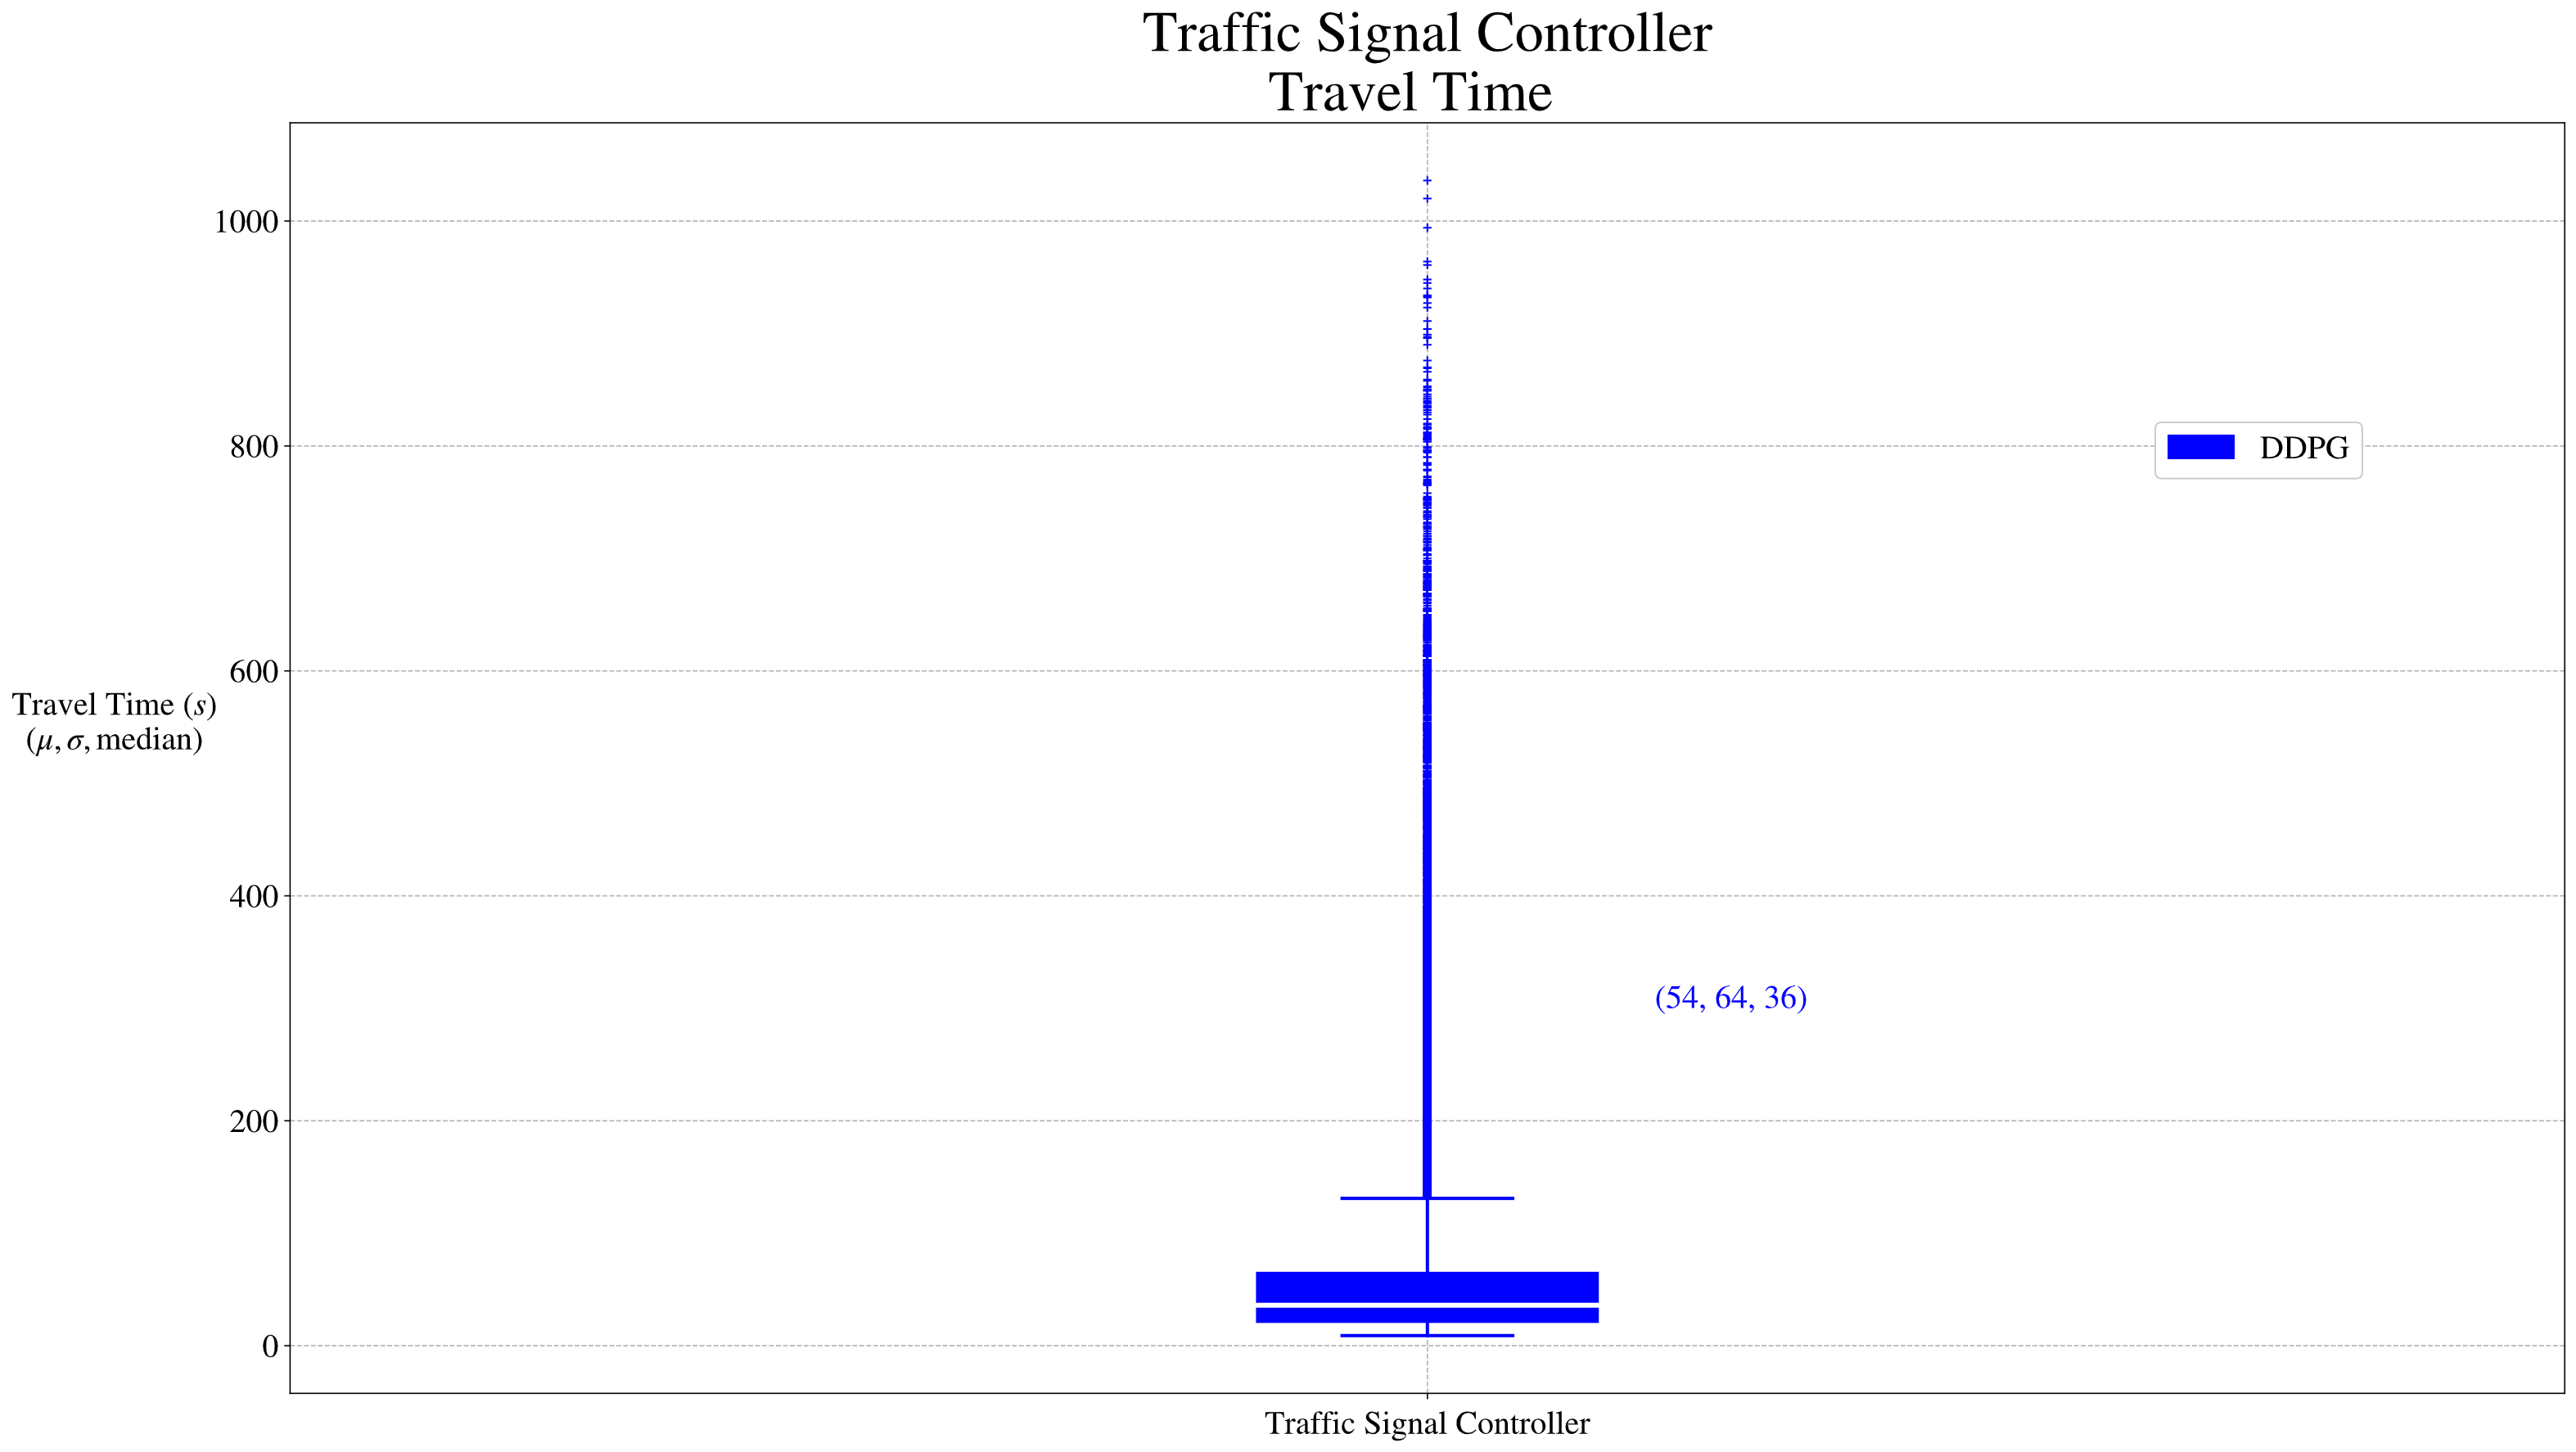 Traffic Signal Controller
Travel Time
1000
800
600
400
200
0
Travel Time (s)
(μ, σ, median)
DDPG
(54, 64, 36)
Traffic Signal Controller